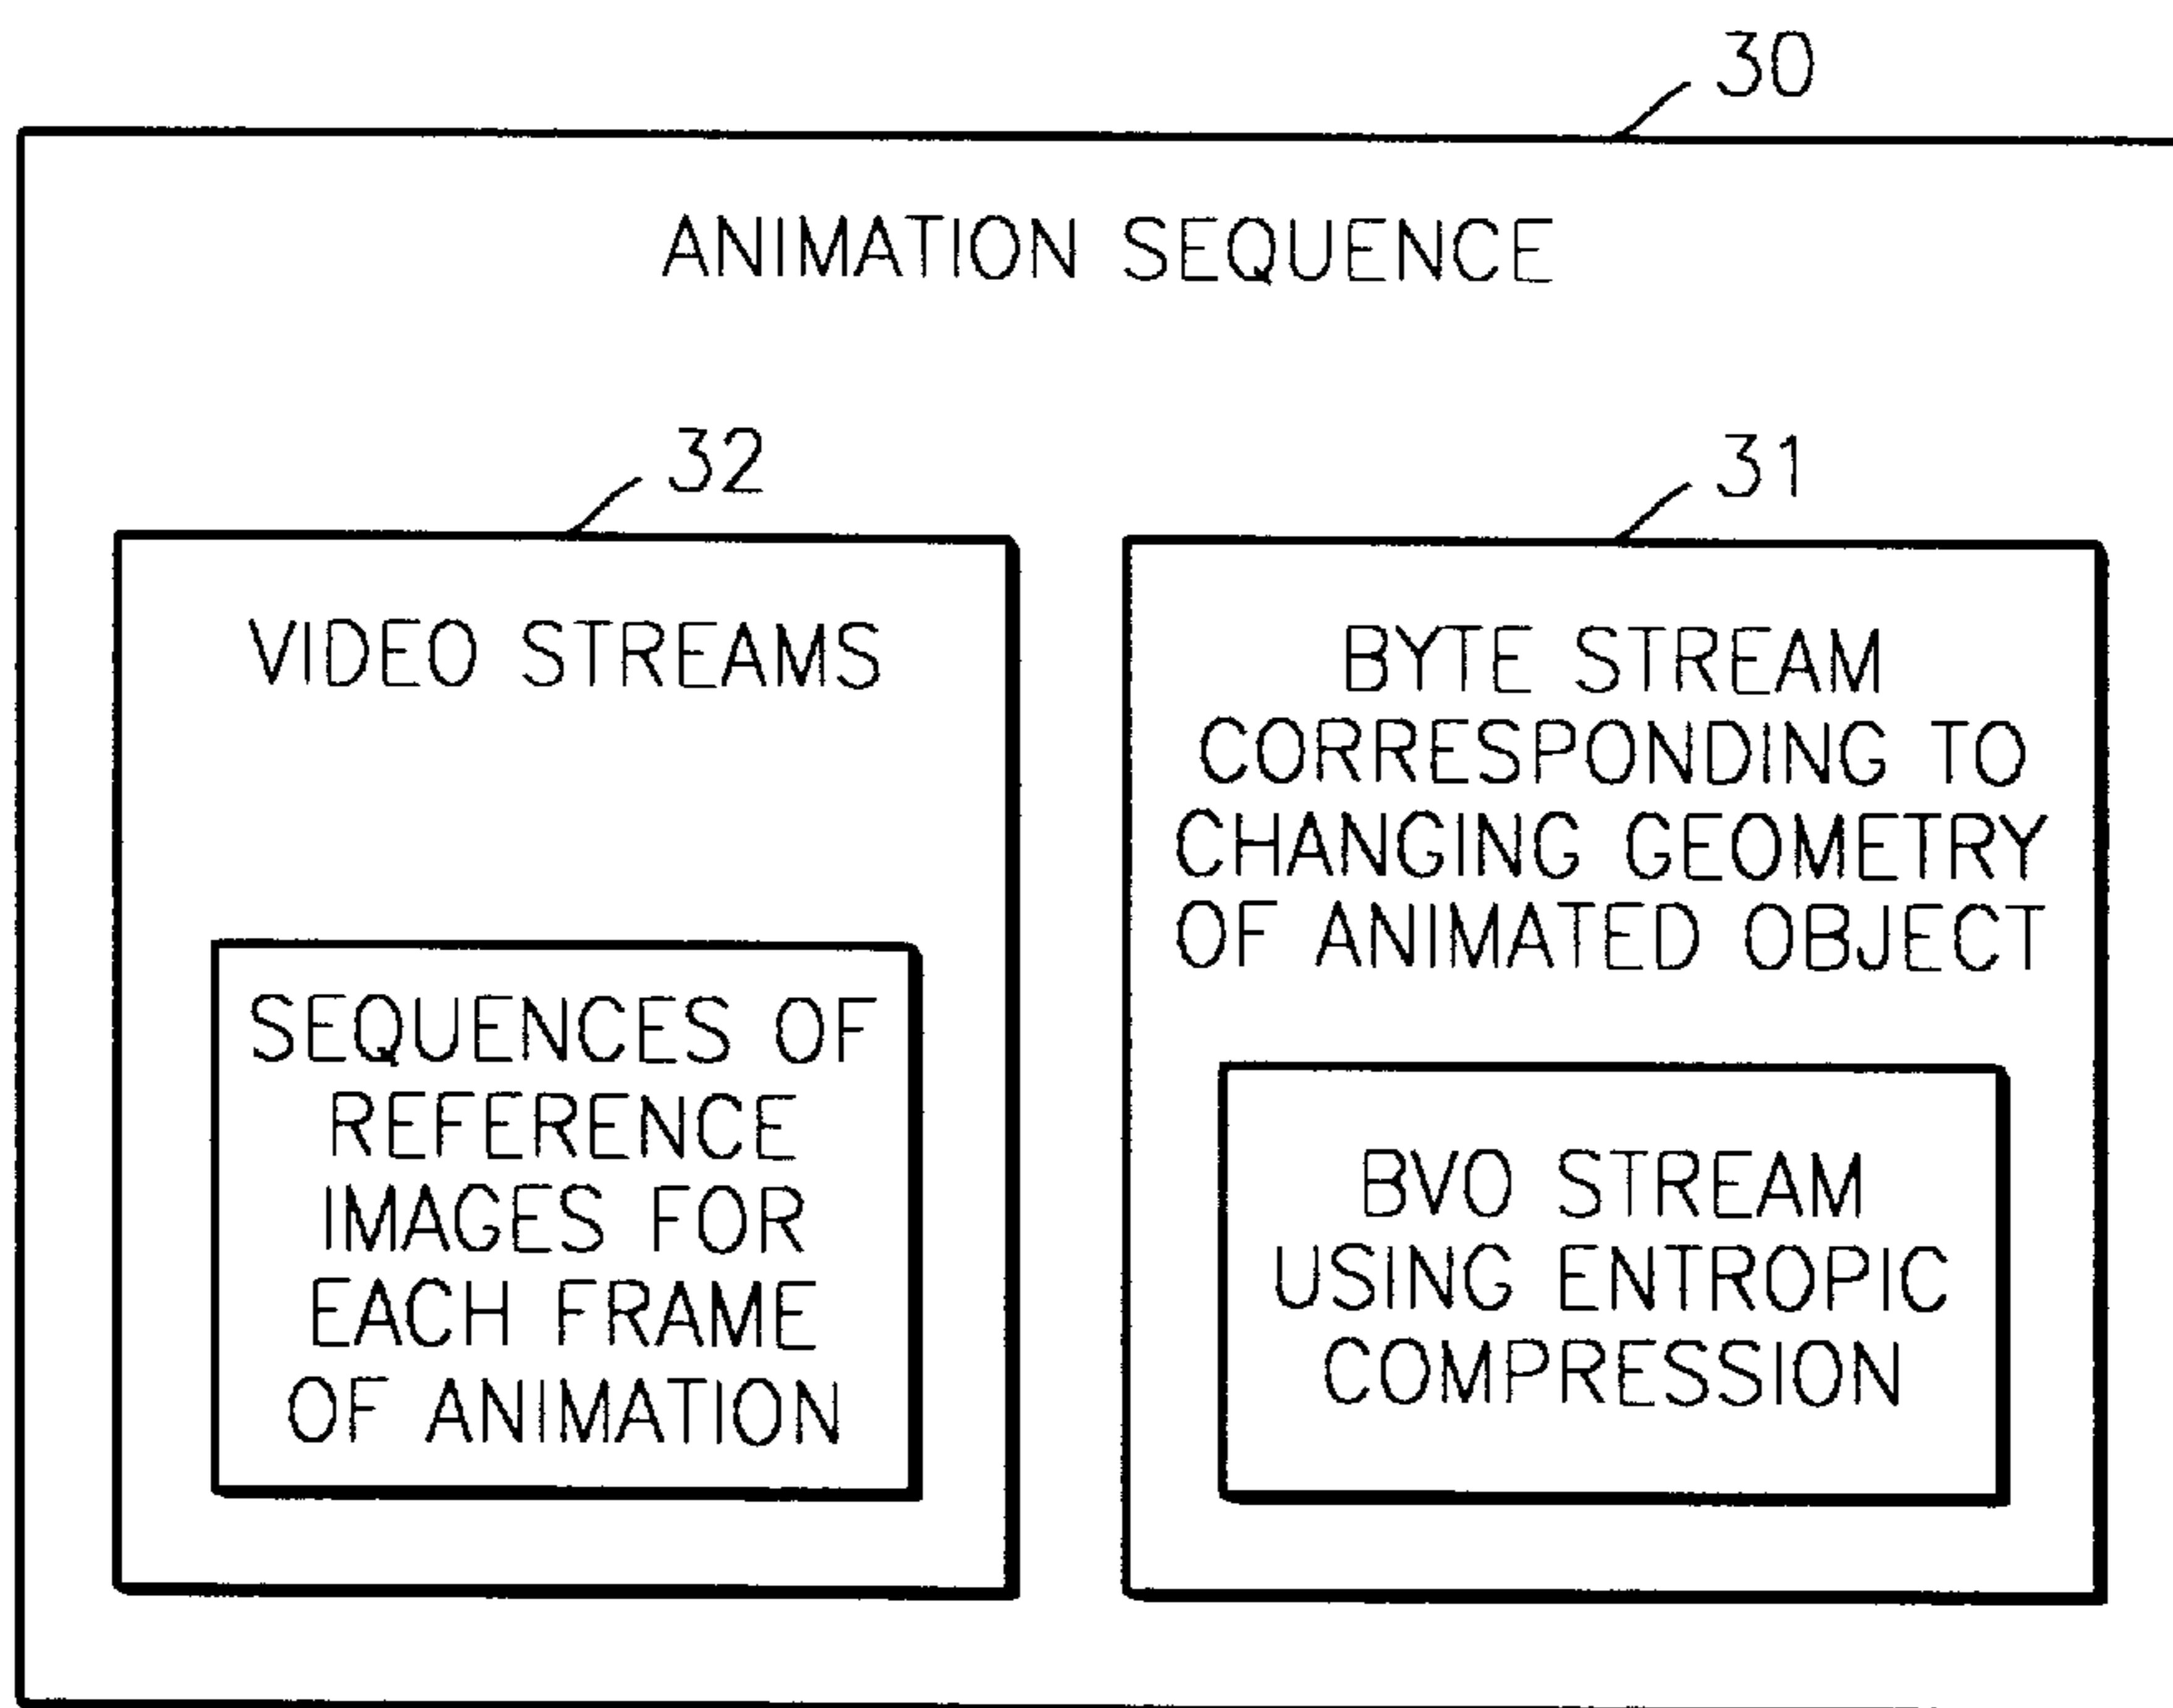 30
ANIMATION SEQUENCE
32
VIDEO STREAMS
SEQUENCES OF
REFERENCE
IMAGES FOR
EACH FRAME
OF ANIMATION
31
BYTE STREAM
CORRESPONDING TO
CHANGING GEOMETRY
OF ANIMATED OBJECT
BVO STREAM
USING ENTROPIC
COMPRESSION